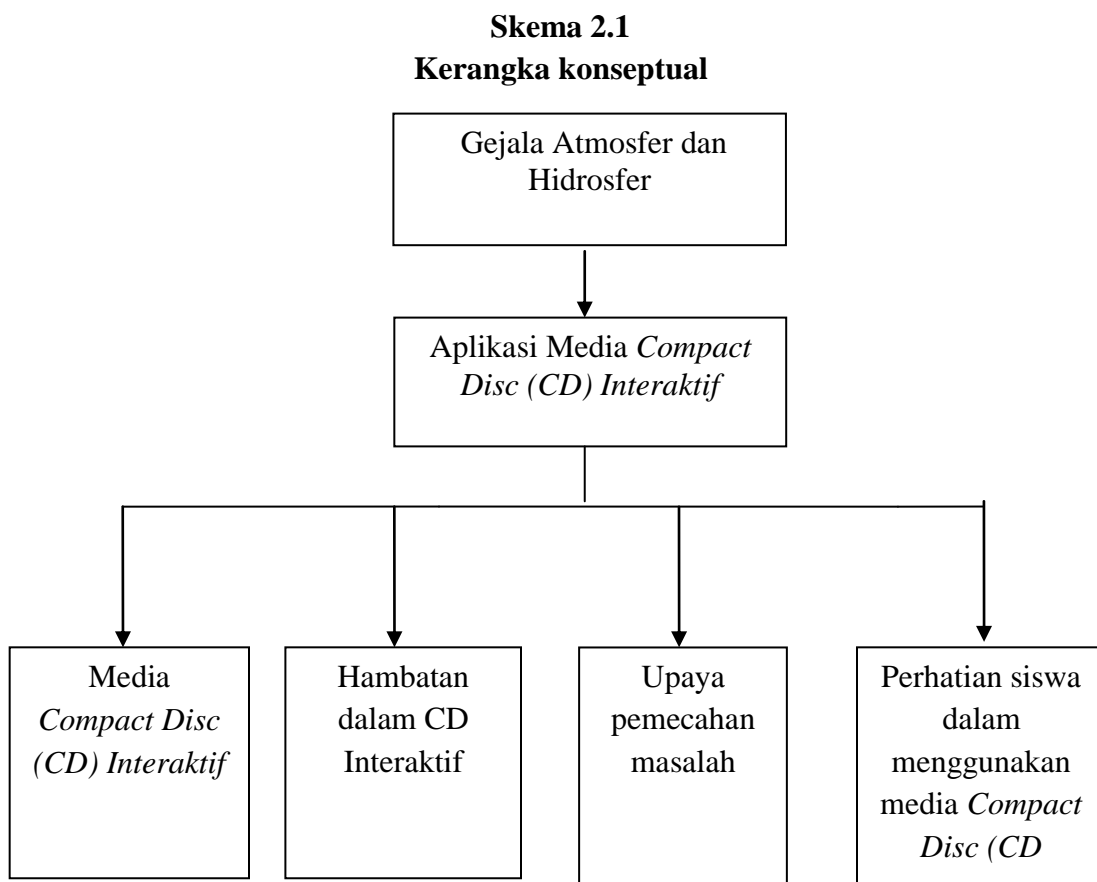 Skema 2.1
Kerangka konseptual
Gejala Atmosfer dan
Hidrosfer
Aplikasi Media Compact
Disc (CD) Interaktif
Media
Compact Disc
(CD) Interaktif
Hambatan
dalam CD
Interaktif
Upaya
pemecahan
masalah
Perhatian siswa
dalam
menggunakan
media Compact
Disc (CD